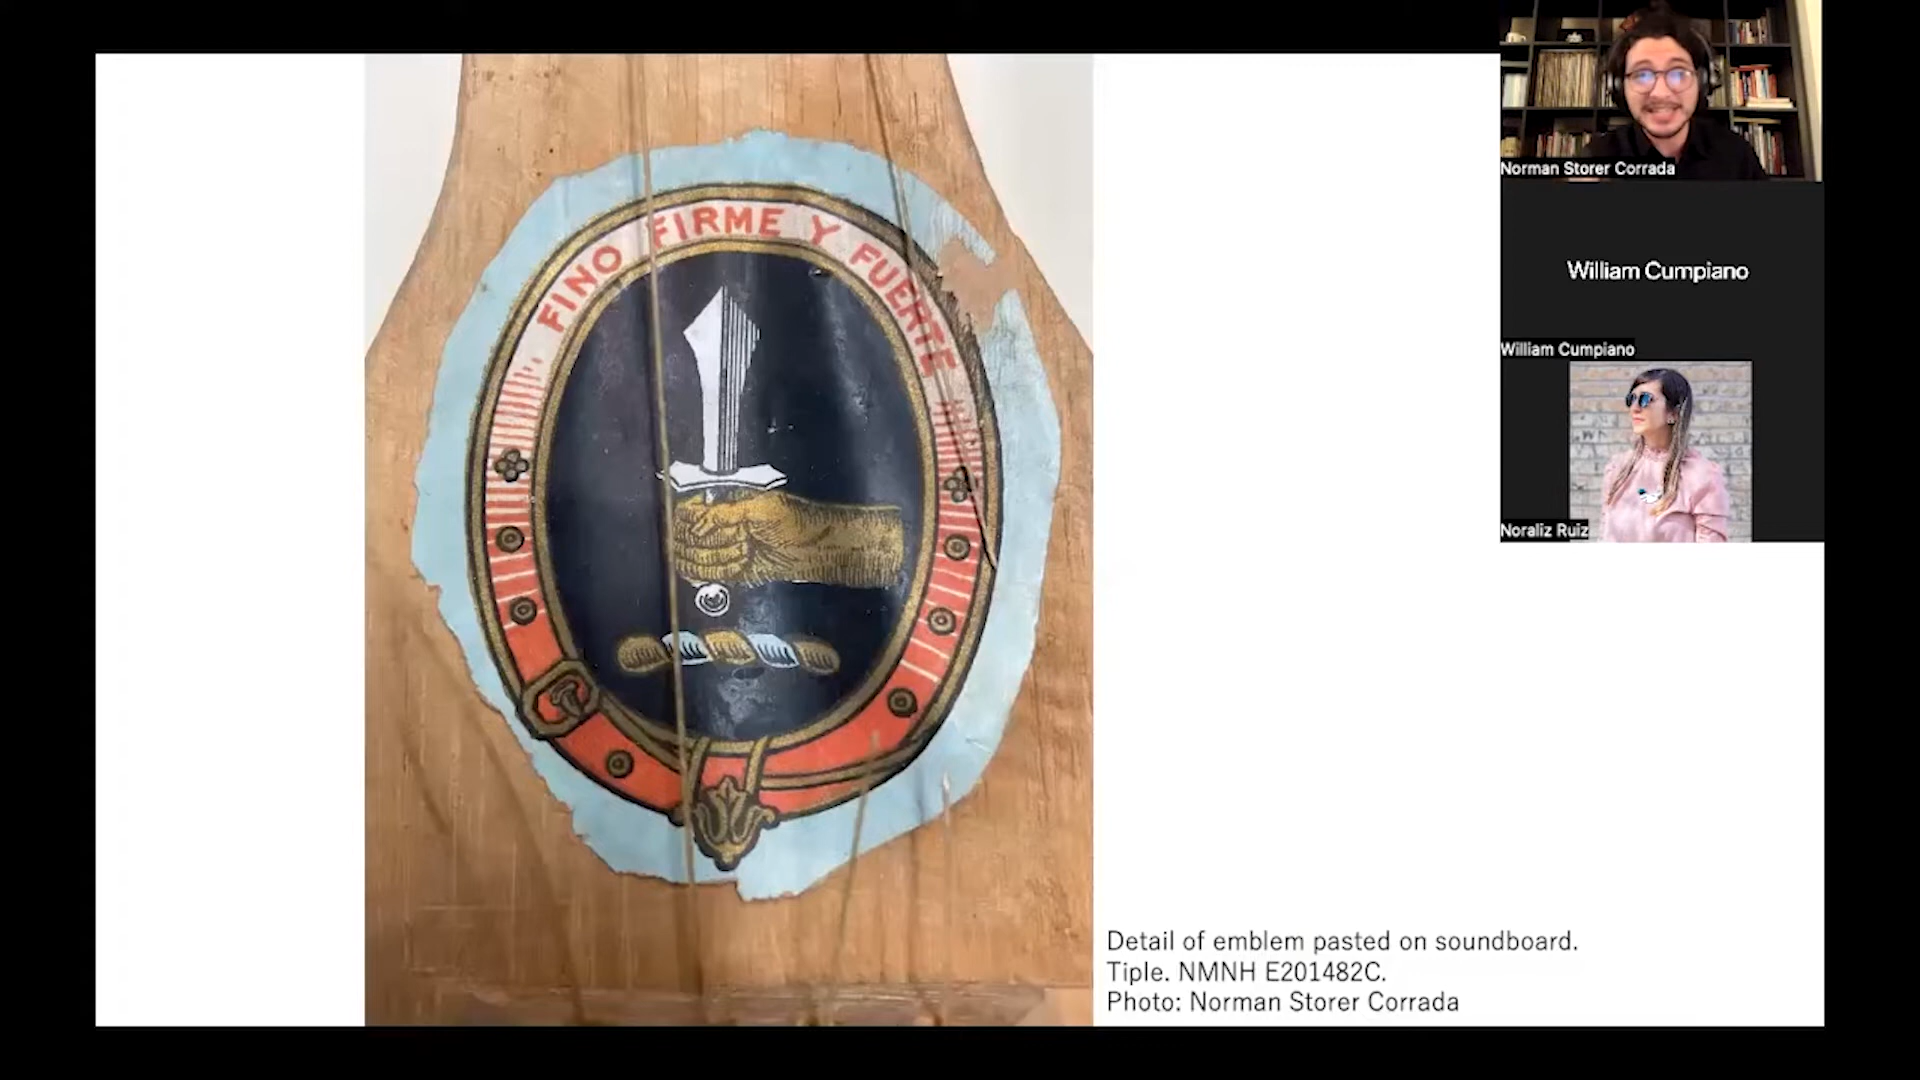 FINO FIRME Y FUERTE
Detail of emblem pasted on soundboard.
Tiple. NMNH E201482C.
Photo: Norman Storer Corrada
Norman Storer Corrada
William Cumpiano
William Cumpiano
Noraliz Ruiz